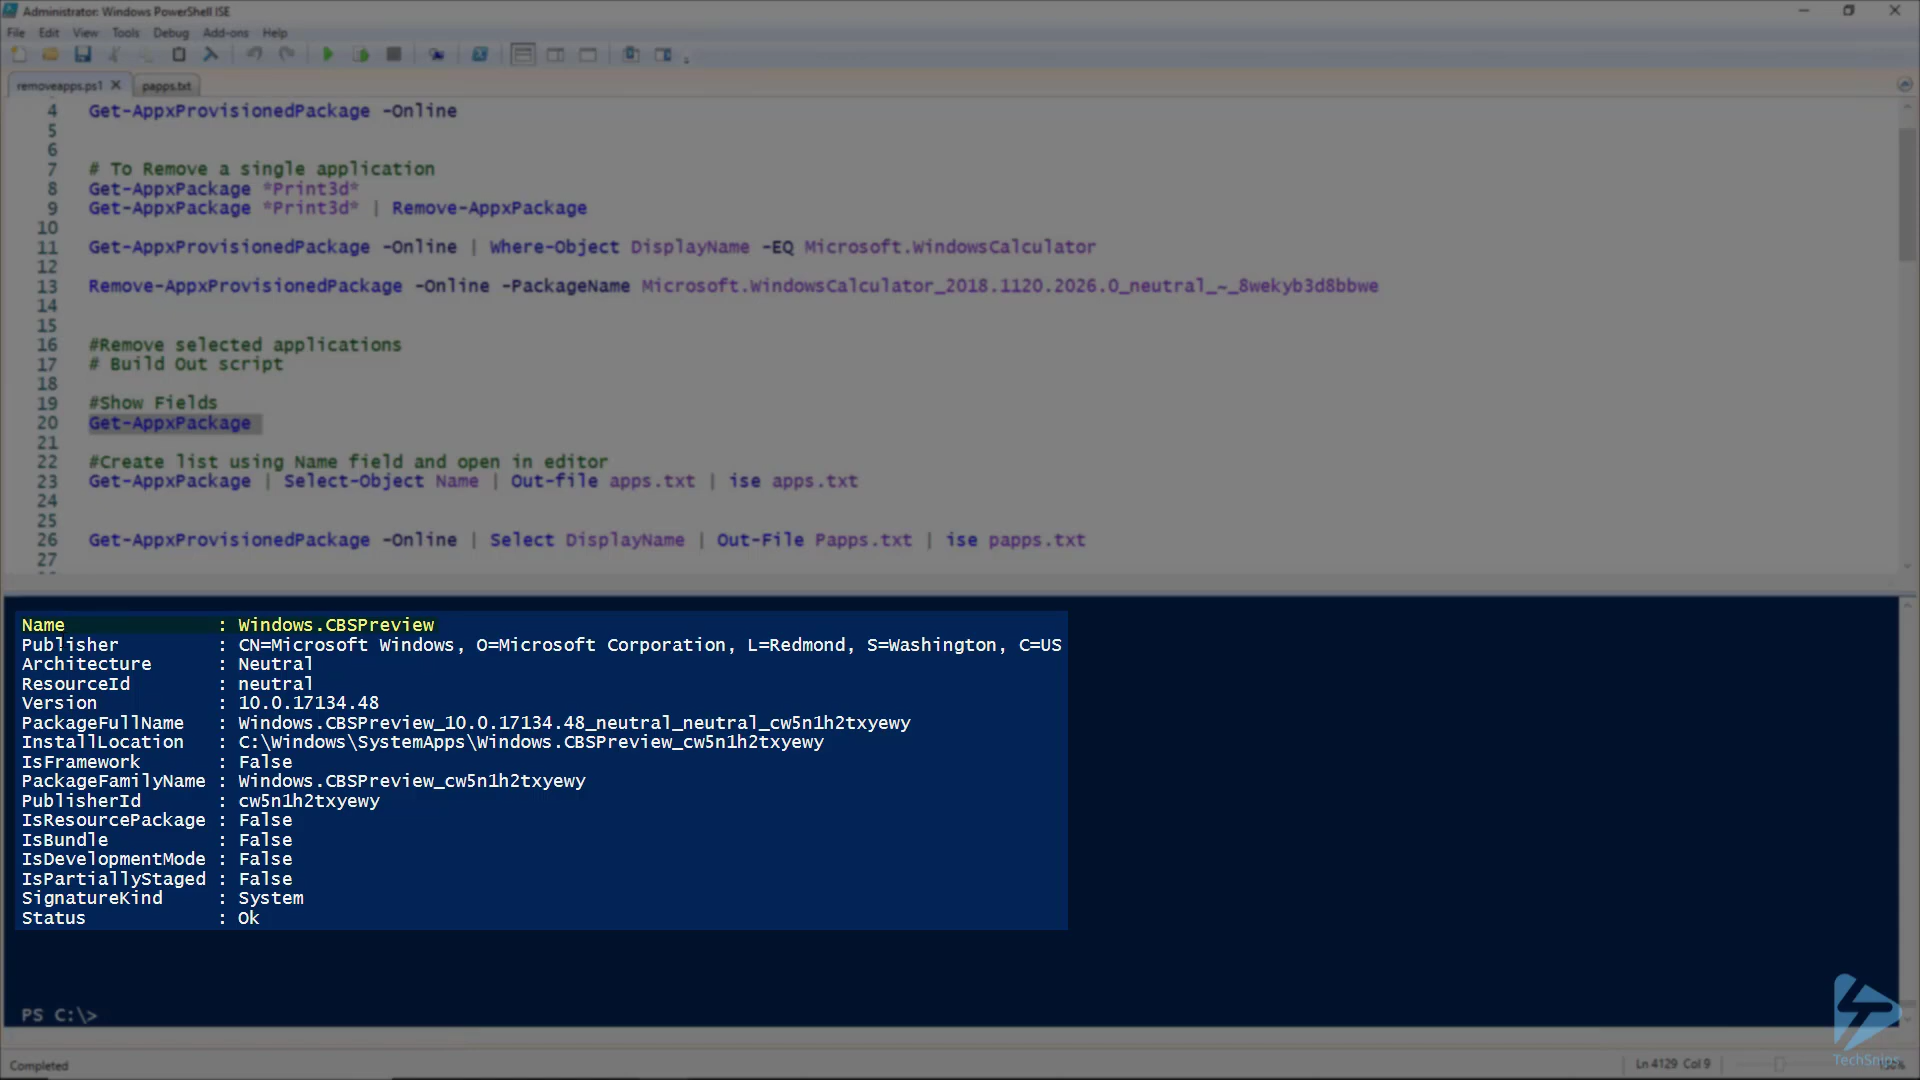 Administrator: Windows PowerShell ISE
File Edit View Tools Debug Add-ons Help
removeapps.ps1 papps.txt
4 Get-AppxProvisionedPackage -Online
5
6
7 # To Remove a single application
8 Get-AppxPackage *Print3d*
9 Get-AppxPackage *Print3d* | Remove-AppxPackage
10
11 Get-AppxProvisionedPackage -Online | Where-Object DisplayName -EQ Microsoft.WindowsCalculator
12
13 Remove-AppxProvisionedPackage -Online -PackageName Microsoft.WindowsCalculator_2018.1120.2026.0_neutral_~_8wekyb3d8bbwe
14
15
16 #Remove selected applications
17 # Build Out script
18
19 #Show Fields
20 Get-AppxPackage
21
22 #Create list using Name field and open in editor
23 Get-AppxPackage | Select-Object Name | Out-file apps.txt | ise apps.txt
24
25
26 Get-AppxProvisionedPackage -Online | Select DisplayName | Out-File Papps.txt | ise papps.txt
27
Name : Windows.CBSPreview
Publisher : CN=Microsoft Windows, O=Microsoft Corporation, L=Redmond, S=Washington, C=US
Architecture : Neutral
ResourceId : neutral
Version : 10.0.17134.48
PackageFullName : Windows.CBSPreview_10.0.17134.48_neutral_neutral_cw5n1h2txyewy
InstallLocation : C:\Windows\SystemApps\Windows.CBSPreview_cw5n1h2txyewy
IsFramework : False
PackageFamilyName : Windows.CBSPreview_cw5n1h2txyewy
PublisherId : cw5n1h2txyewy
IsResourcePackage : False
IsBundle : False
IsDevelopmentMode : False
IsPartiallyStaged : False
SignatureKind : System
Status : Ok
PS C:\>
Completed
Ln 4129 Col 9
TechSnips